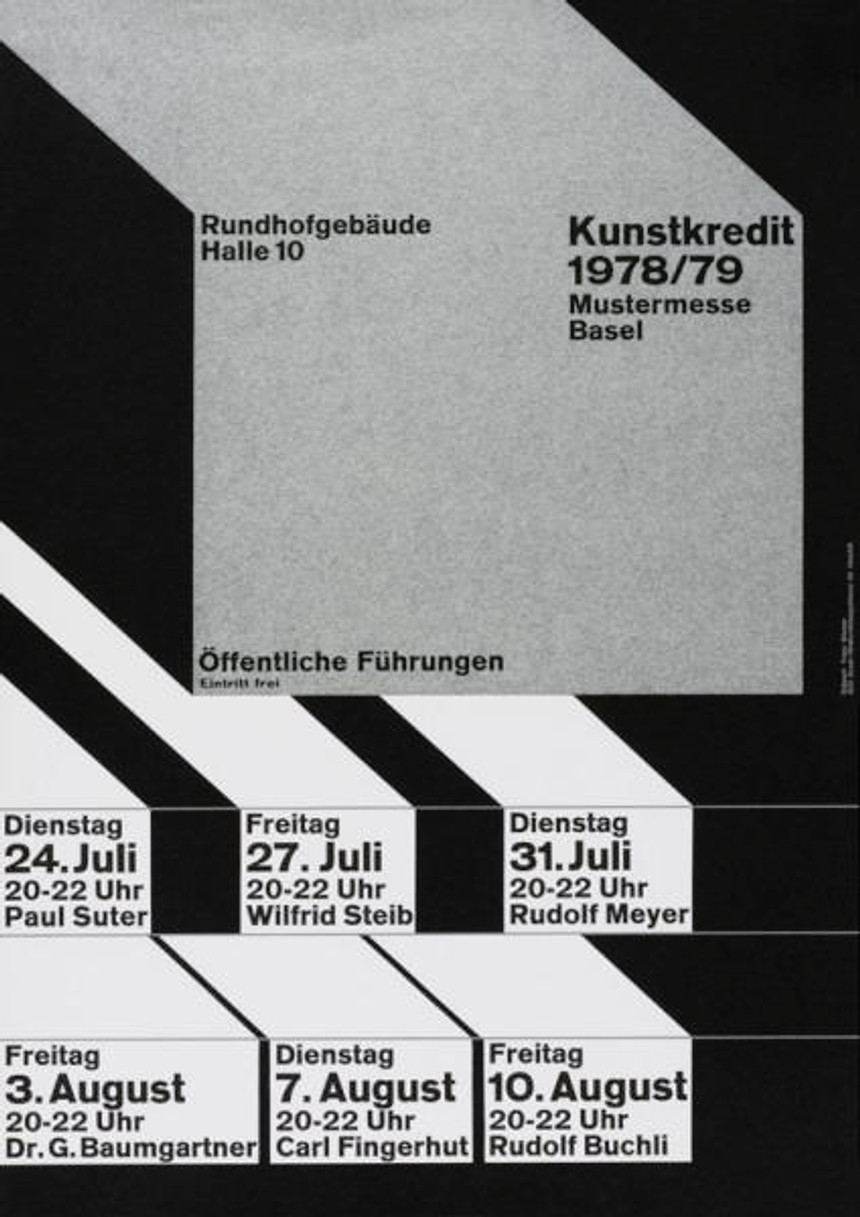 Rundhofgebäude
Halle 10
Kunstkredit
1978/79
Mustermesse
Basel
Öffentliche Führungen
Eintritt frei
Dienstag
24. Juli
20-22 Uhr
Paul Suter
Freitag
27. Juli
20-22 Uhr
Wilfrid Steib
Dienstag
31. Juli
20-22 Uhr
Rudolf Meyer
Freitag
3. August
20-22 Uhr
Dr. G. Baumgartner
Dienstag
7. August
20-22 Uhr
Carl Fingerhut
Freitag
10. August
20-22 Uhr
Rudolf Buchli